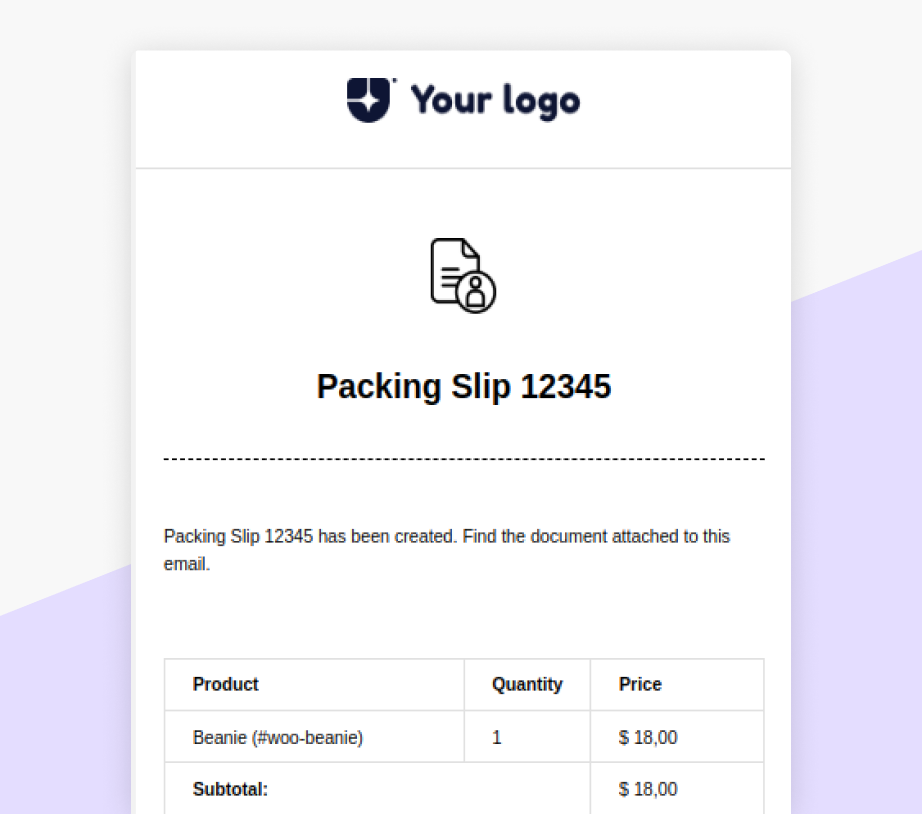 Your logo
Packing Slip 12345
Packing Slip 12345 has been created. Find the document attached to this
email.
Product Quantity Price
Beanie (#woo-beanie) 1 $ 18,00
Subtotal: $ 18,00